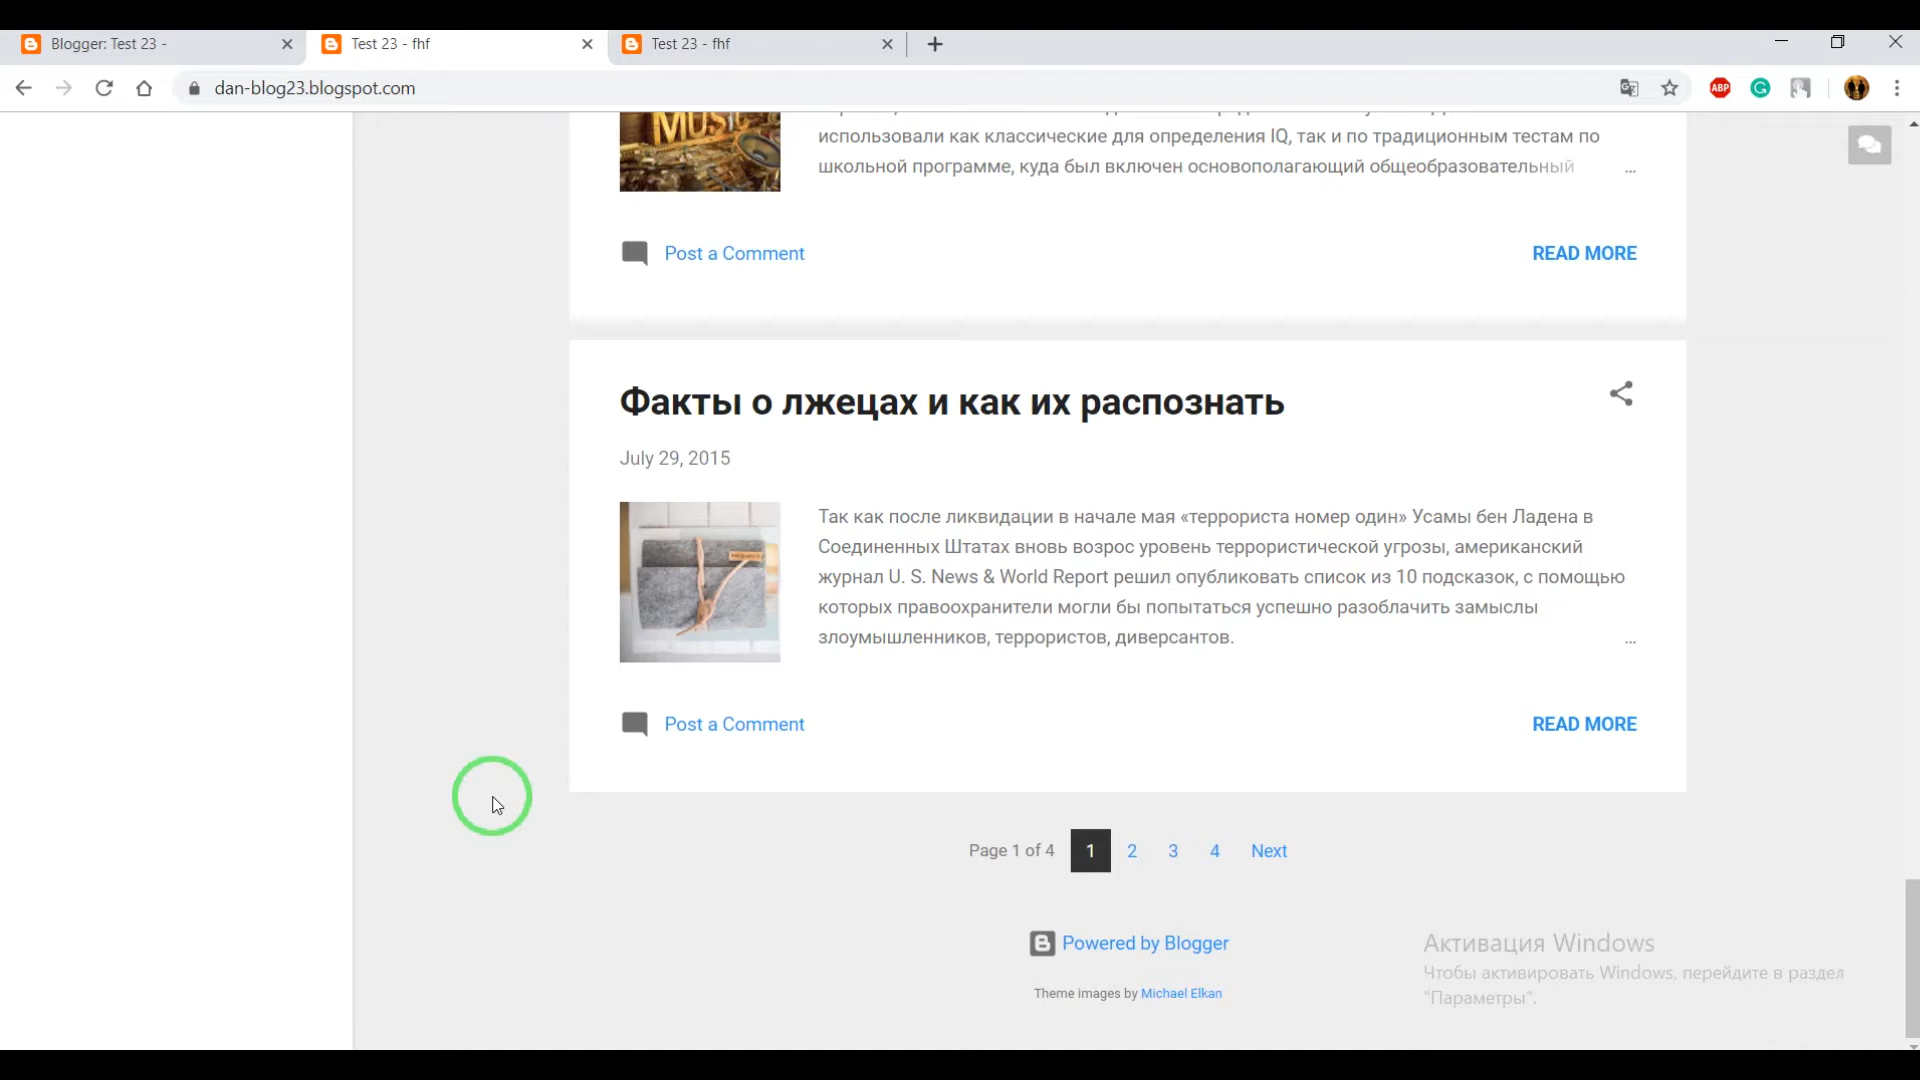 Blogger: Test 23 -
Test 23 - fhf
Test 23 - fhf
dan-blog23.blogspot.com
ABP
MUSIC
использовали как классические для определения IQ, так и по традиционным тестам по
школьной программе, куда был включен основополагающий общеобразовательный ...
Post a Comment
READ MORE
Факты о лжецах и как их распознать
July 29, 2015
Так как после ликвидации в начале мая «террориста номер один» Усамы бен Ладена в
Соединенных Штатах вновь возрос уровень террористической угрозы, американский
журнал U. S. News & World Report решил опубликовать список из 10 подсказок, с помощью
которых правоохранители могли бы попытаться успешно разоблачить замыслы
злоумышленников, террористов, диверсантов. ...
Post a Comment
READ MORE
Page 1 of 4 1 2 3 4 Next
Powered by Blogger
Theme images by Michael Elkan
Активация Windows
Чтобы активировать Windows, перейдите в раздел
"Параметры".